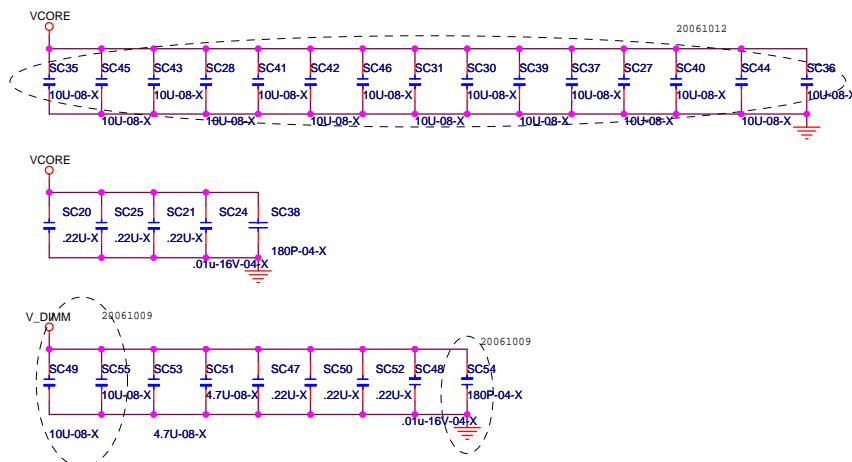 VCORE
20061012
SC35 SC45 SC43 SC28 SC41 SC42 SC46 SC31 SC30 SC39 SC37 SC27 SC40 SC44 SC36
10U-08-X 10U-08-X 10U-08-X 10U-08-X 10U-08-X 10U-08-X 10U-08-X 10U-08-X
10U-08-X 10U-08-X 10U-08-X 10U-08-X 10U-08-X 10U-08-X 10U-08-X
VCORE
SC20 SC25 SC21 SC24 SC38
.22U-X .22U-X .22U-X
180P-04-X
.01u-16V-04-X
V_DIMM 20061009
20061009
SC49 SC55 SC53 SC51 SC47 SC50 SC52 SC48 SC54
10U-08-X 4.7U-08-X .22U-X .22U-X .22U-X 180P-04-X
.01u-16V-04-X
10U-08-X 4.7U-08-X